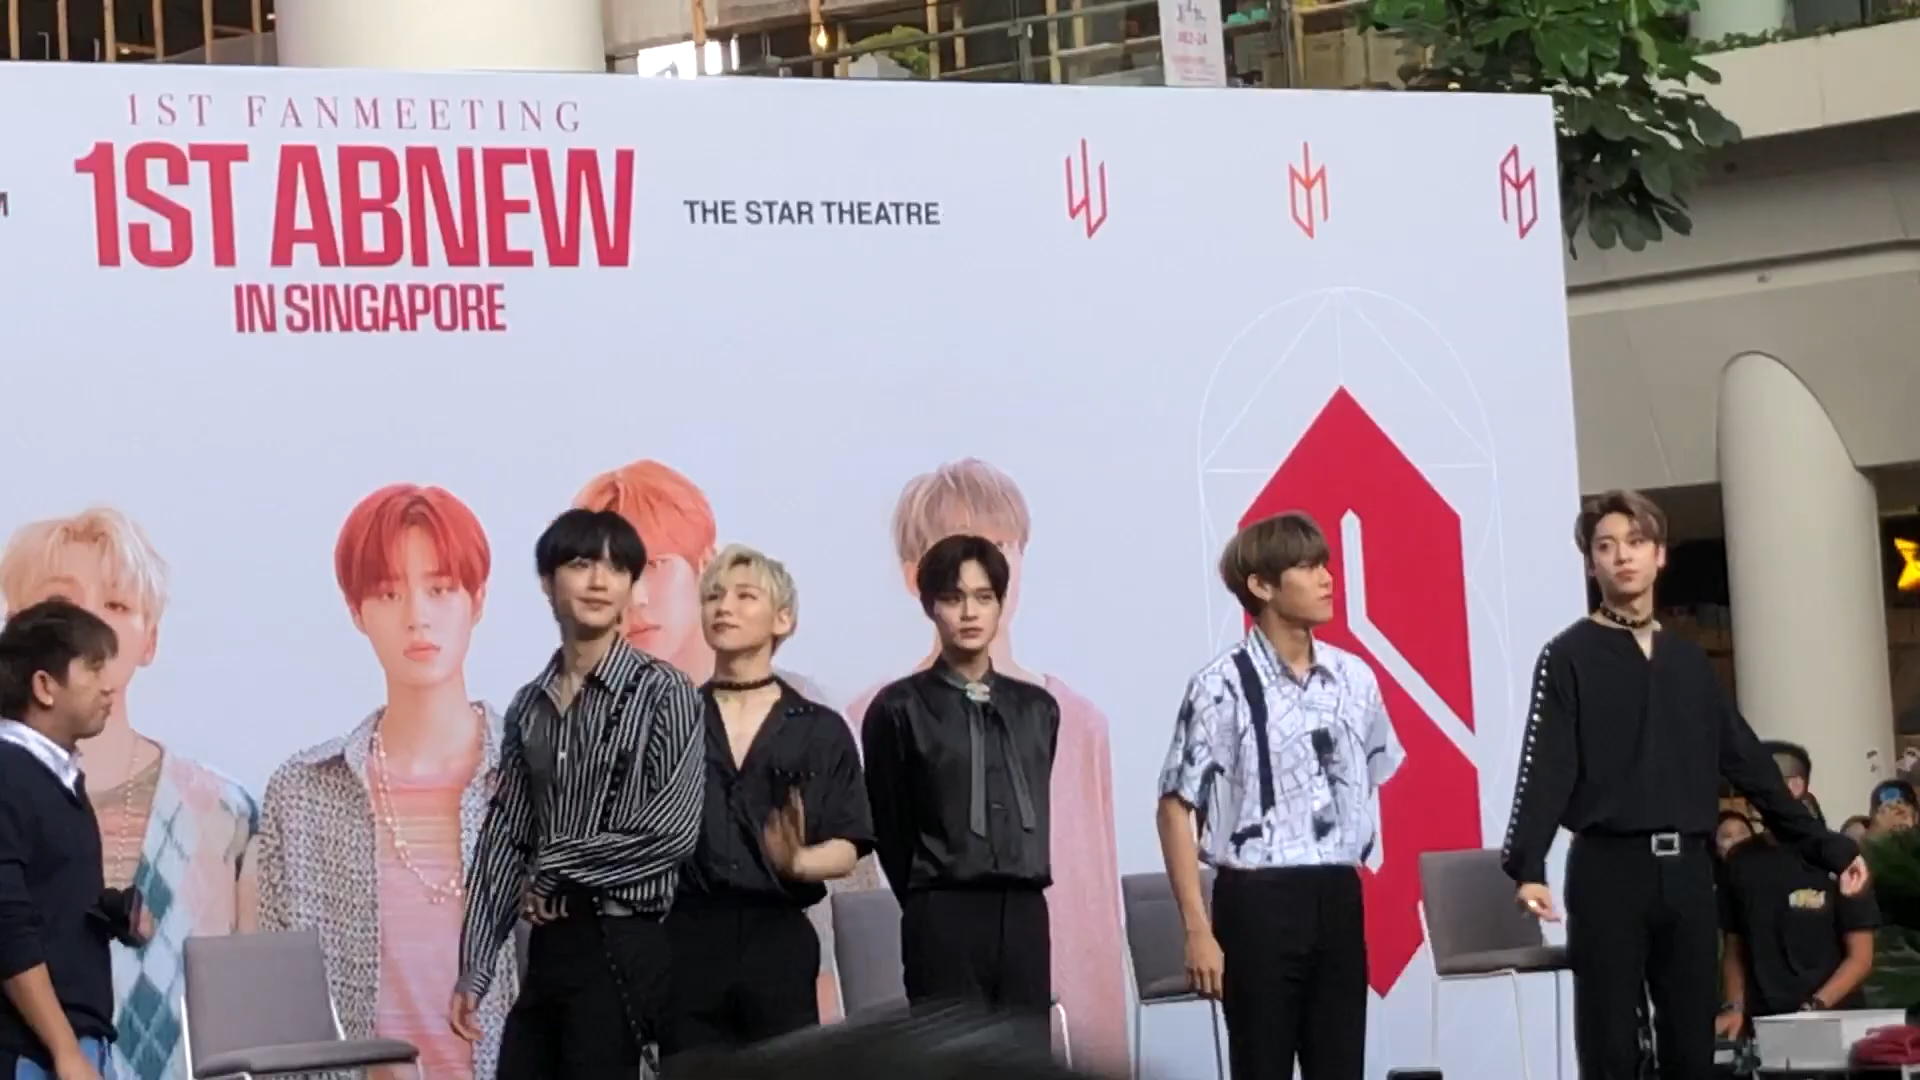 1ST FANMEETING
1ST ABNEW
IN SINGAPORE
THE STAR THEATRE